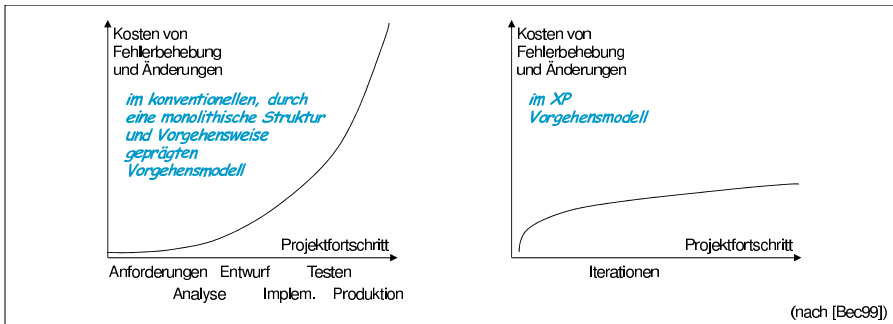 Kosten von
Fehlerbehebung
und Änderungen
im konventionellen, durch
eine monolithische Struktur
und Vorgehensweise
geprägten
Vorgehensmodell
Projektfortschritt
Anforderungen Entwurf Testen
Analyse Implem. Produktion
Kosten von
Fehlerbehebung
und Änderungen
im XP
Vorgehensmodell
Projektfortschritt
Iterationen
(nach [Bec99])